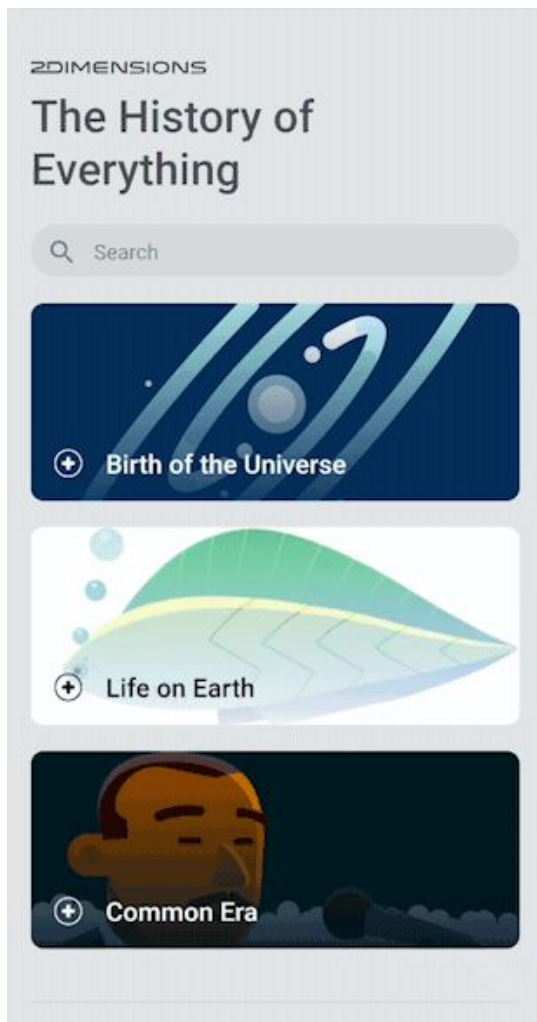 2DIMENSIONS
The History of
Everything
Search
Birth of the Universe
Life on Earth
Common Era